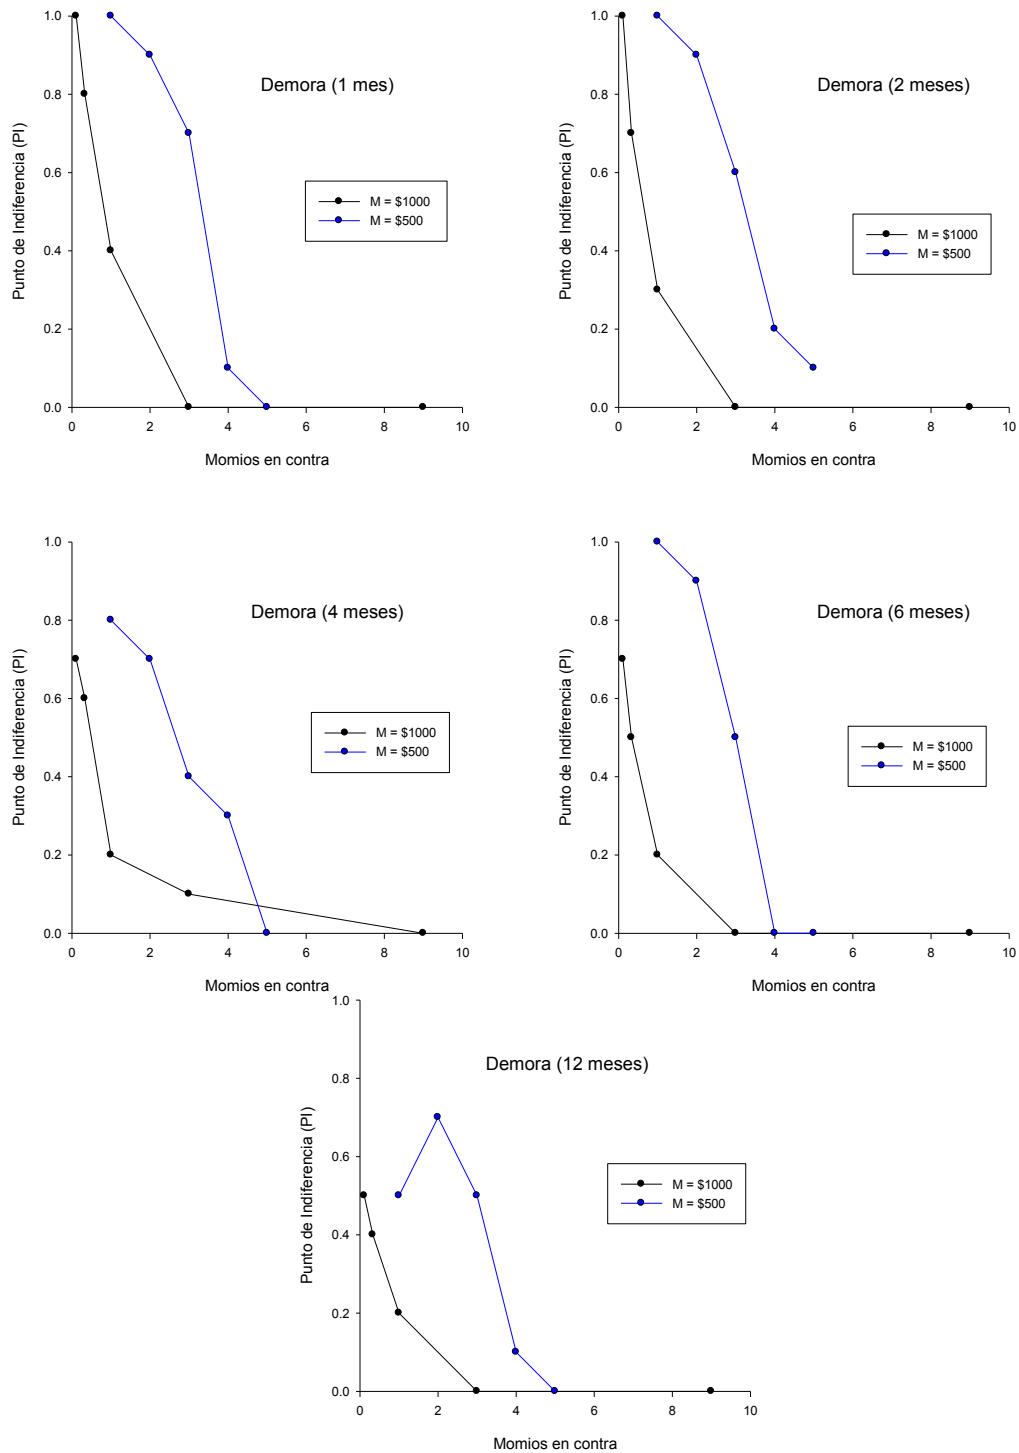 1.0
0.8
0.6
0.4
0.2
0.0
0 2 4 6 8 10
Punto de Indiferencia (PI)
Momios en contra
Demora (1 mes)
M = $1000
M = $500
1.0
0.8
0.6
0.4
0.2
0.0
0 2 4 6 8 10
Punto de Indiferencia (PI)
Momios en contra
Demora (2 meses)
M = $1000
M = $500
1.0
0.8
0.6
0.4
0.2
0.0
0 2 4 6 8 10
Punto de Indiferencia (PI)
Momios en contra
Demora (4 meses)
M = $1000
M = $500
1.0
0.8
0.6
0.4
0.2
0.0
0 2 4 6 8 10
Punto de Indiferencia (PI)
Momios en contra
Demora (6 meses)
M = $1000
M = $500
1.0
0.8
0.6
0.4
0.2
0.0
0 2 4 6 8 10
Punto de Indiferencia (PI)
Momios en contra
Demora (12 meses)
M = $1000
M = $500